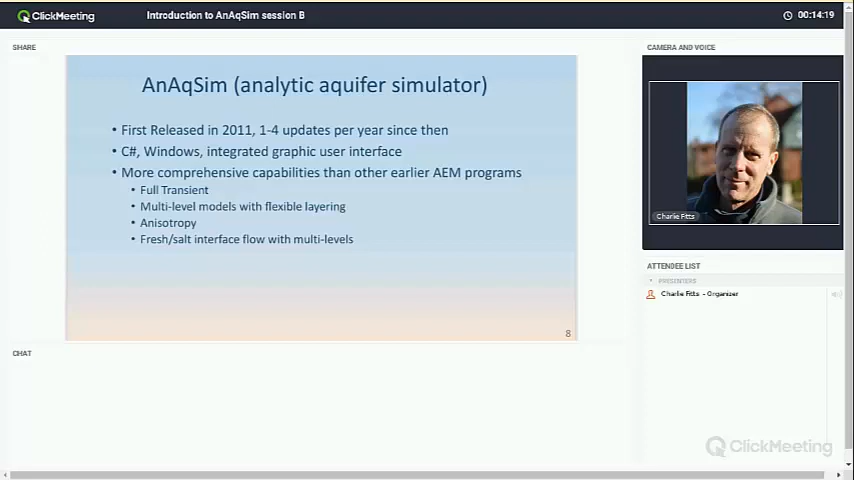 ClickMeeting
Introduction to AnAqSim session B
00:14:19
SHARE
AnAqSim (analytic aquifer simulator)
• First Released in 2011, 1-4 updates per year since then
• C#, Windows, integrated graphic user interface
• More comprehensive capabilities than other earlier AEM programs
• Full Transient
• Multi-level models with flexible layering
• Anisotropy
• Fresh/salt interface flow with multi-levels
8
CHAT
CAMERA AND VOICE
Charlie Fitts
ATTENDEE LIST
PRESENTERS
Charlie Fitts - Organizer
ClickMeeting